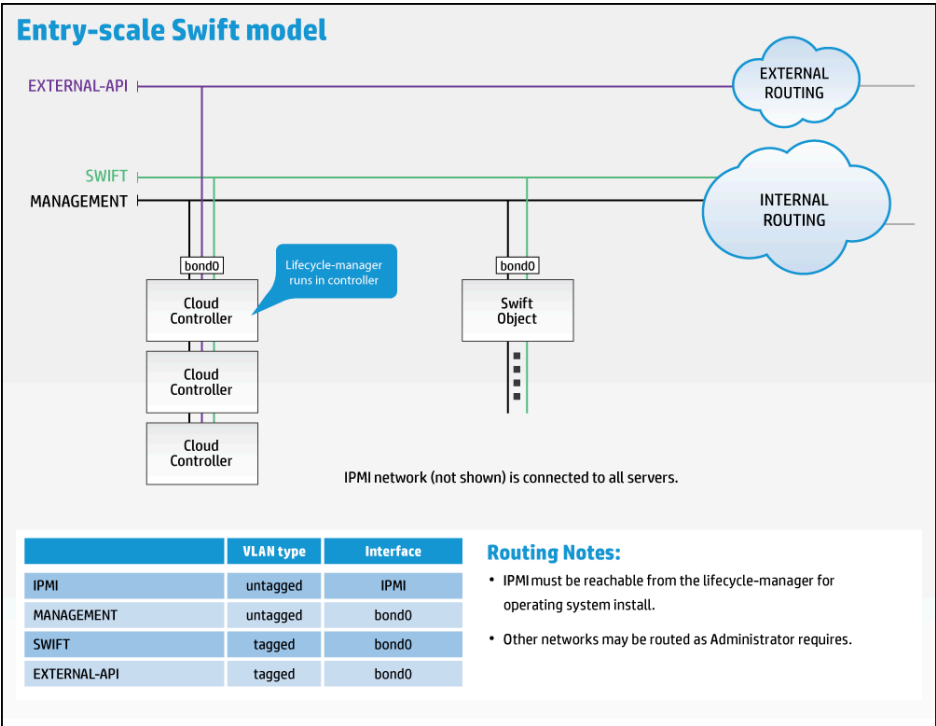 Entry-scale Swift model
EXTERNAL-API
EXTERNAL
ROUTING
SWIFT
MANAGEMENT
INTERNAL
ROUTING
bond0
Lifecycle-manager
runs in controller
bond0
Cloud
Controller
Swift
Object
Cloud
Controller
Cloud
Controller
IPMI network (not shown) is connected to all servers.
VLAN type Interface
IPMI untagged IPMI
MANAGEMENT untagged bond0
SWIFT tagged bond0
EXTERNAL-API tagged bond0
Routing Notes:
• IPMI must be reachable from the lifecycle-manager for
operating system install.
• Other networks may be routed as Administrator requires.